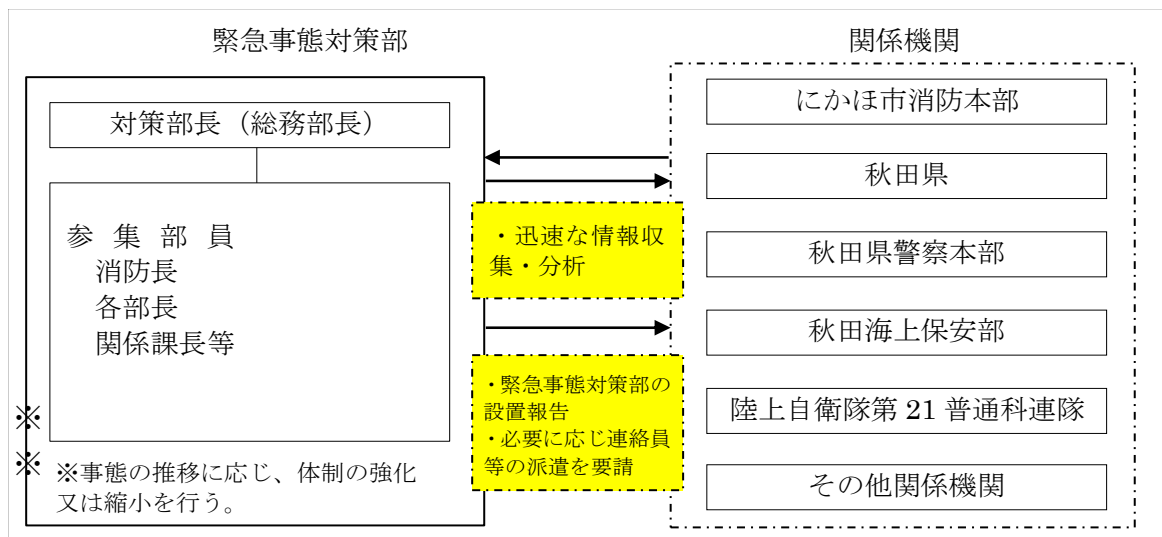 緊急事態対策部
対策部長（総務部長）
参集部員
消防長
各部長
関係課長等
※
※
※事態の推移に応じ、体制の強化
又は縮小を行う。
・迅速な情報収
集・分析
・緊急事態対策部の
設置報告
・必要に応じ連絡員
等の派遣を要請
関係機関
にかほ市消防本部
秋田県
秋田県警察本部
秋田海上保安部
陸上自衛隊第 21 普通科連隊
その他関係機関